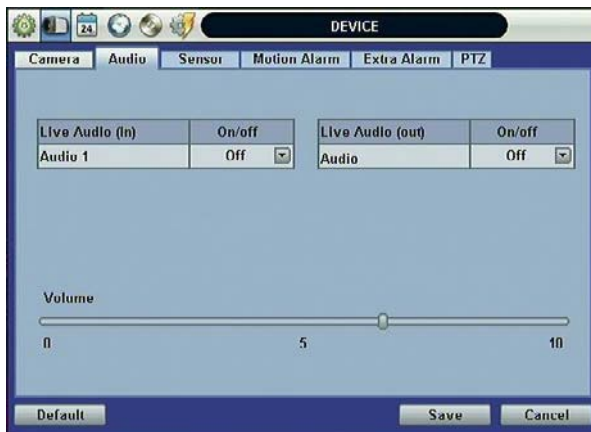 24
DEVICE
Camera Audio Sensor Motion Alarm Extra Alarm PTZ
Live Audio (In) On/off Live Audio (out) On/off
Audio 1 Off Audio Off
Volume
0 5 10
Default Save Cancel